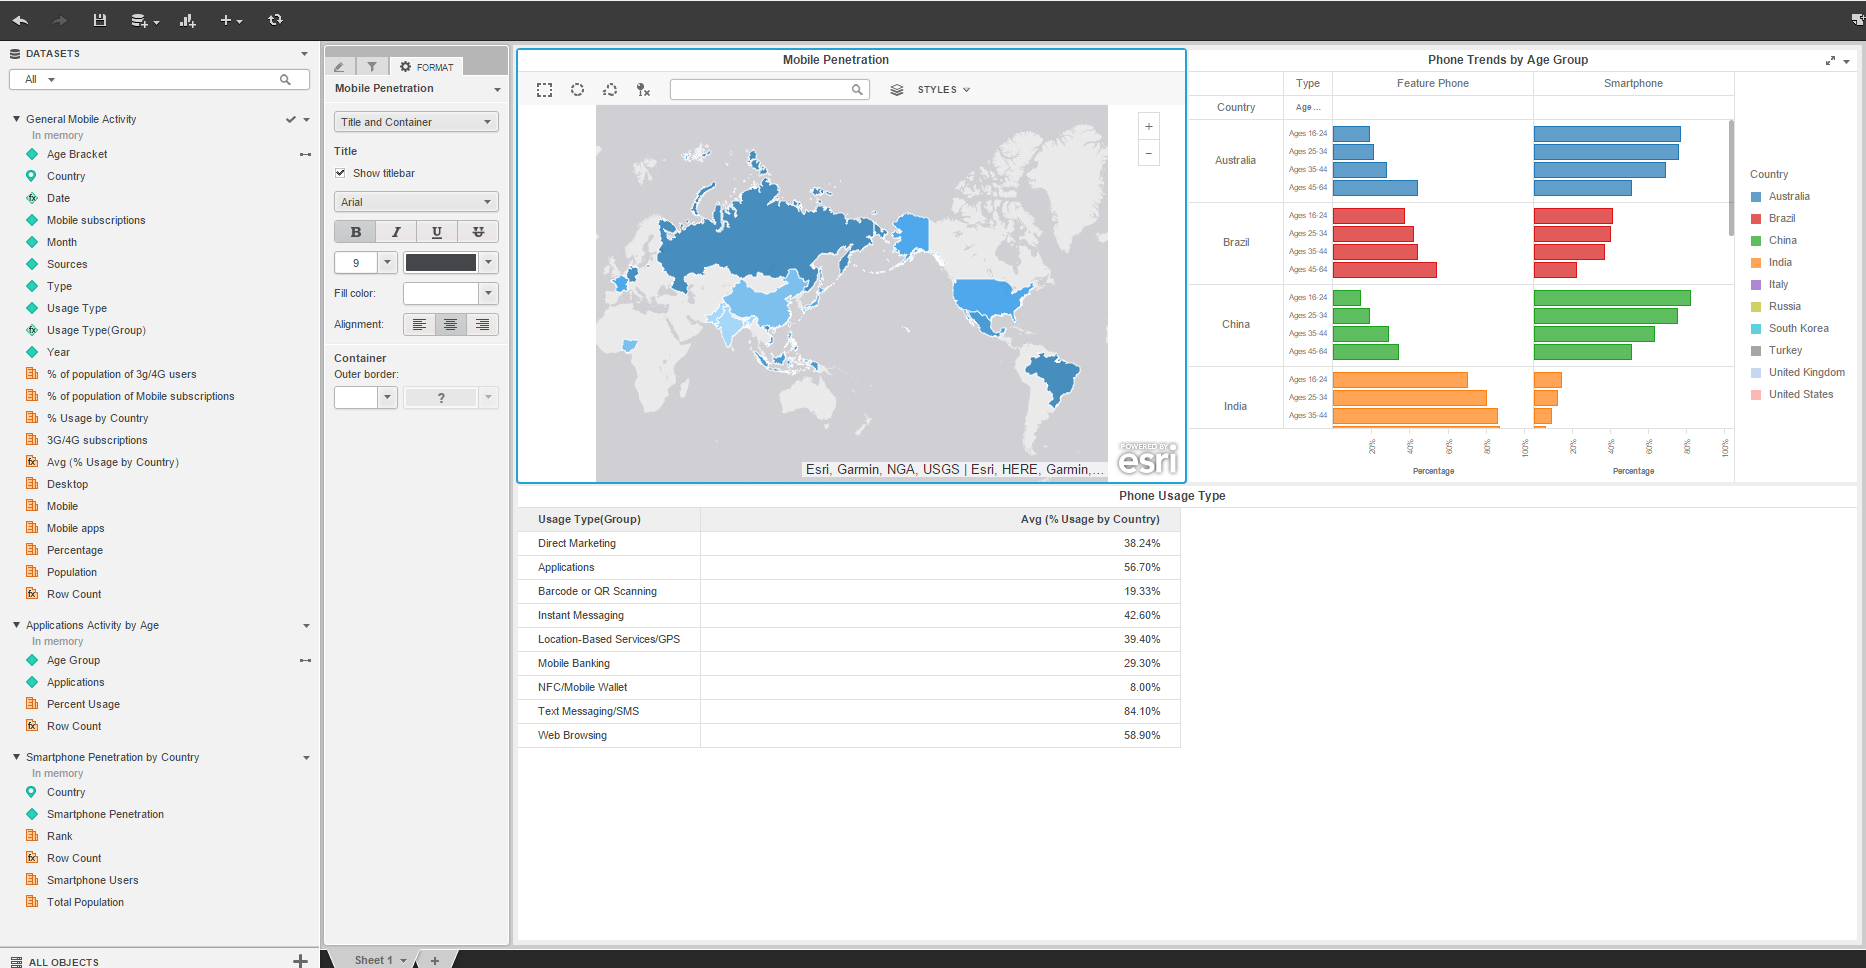 DATASETS
All
General Mobile Activity
In memory
Age Bracket
Country
Date
Mobile subscriptions
Month
Sources
Type
Usage Type
Usage Type(Group)
Year
% of population of 3g/4G users
% of population of Mobile subscriptions
% Usage by Country
3G/4G subscriptions
Avg (% Usage by Country)
Desktop
Mobile
Mobile apps
Percentage
Population
Row Count
Applications Activity by Age
In memory
Age Group
Applications
Percent Usage
Row Count
Smartphone Penetration by Country
In memory
Country
Smartphone Penetration
Rank
Row Count
Smartphone Users
Total Population
ALL OBJECTS
FORMAT
Mobile Penetration
Title and Container
Title
Show titlebar
Arial
B I U S
9
Fill color:
Alignment:
Container
Outer border:
?
Mobile Penetration
STYLES
+
−
POWERED BY
esri
Esri, Garmin, NGA, USGS | Esri, HERE, Garmin,...
Phone Trends by Age Group
Type Feature Phone Smartphone
Country Age ...
Australia
Ages 16-24
Ages 25-34
Ages 35-44
Ages 45-64
Brazil
Ages 16-24
Ages 25-34
Ages 35-44
Ages 45-64
China
Ages 16-24
Ages 25-34
Ages 35-44
Ages 45-64
India
Ages 16-24
Ages 25-34
Ages 35-44
20% 40% 60% 80% 100% 20% 40% 60% 80% 100%
Percentage Percentage
Country
Australia
Brazil
China
India
Italy
Russia
South Korea
Turkey
United Kingdom
United States
Phone Usage Type
Usage Type(Group) Avg (% Usage by Country)
Direct Marketing 38.24%
Applications 56.70%
Barcode or QR Scanning 19.33%
Instant Messaging 42.60%
Location-Based Services/GPS 39.40%
Mobile Banking 29.30%
NFC/Mobile Wallet 8.00%
Text Messaging/SMS 84.10%
Web Browsing 58.90%
Sheet 1
+